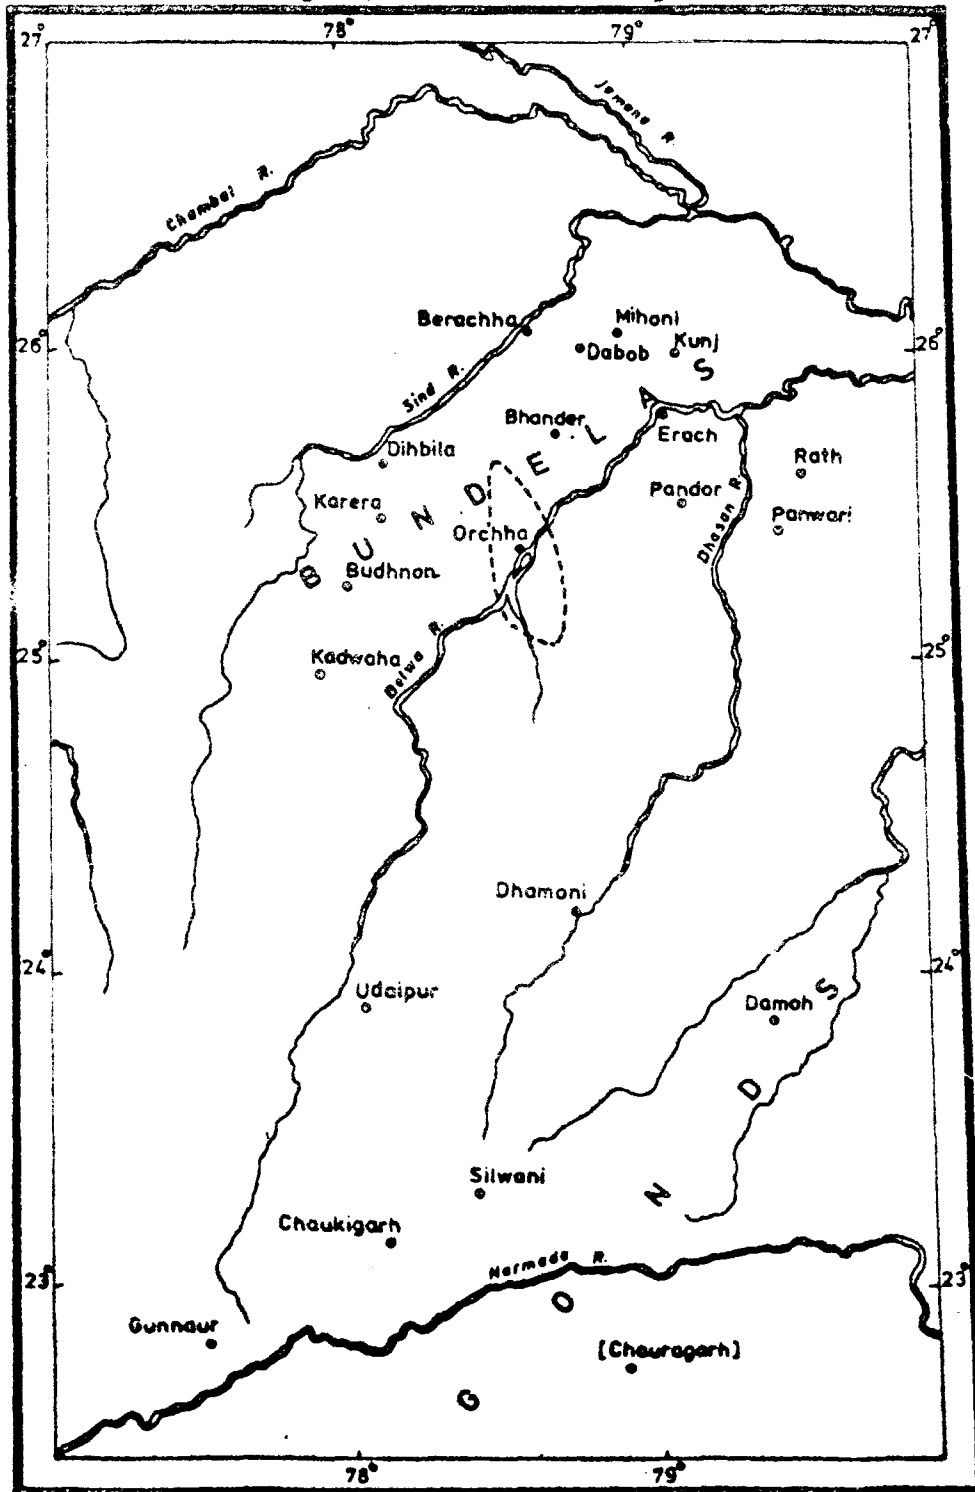 78° 79°
27 27°
Jamuna R.
Chambal R.
Berachha
Mihoni
26° 26°
Dabob
Kunj
Sind R.
Bhander
Erach
Dihbila
Rath
Karera
Pandor
Panwari
Orchha
Dhasan R.
BUNDELAS
Budhnon
25° 25°
Kadwaha
Betwa R.
Dhamoni
24° 24°
Udaipur
Damoh
Silwani
Chaukigarh
Narmada R.
23° 23°
Gunnaur
[Chauragarh]
GONDS
78° 79°